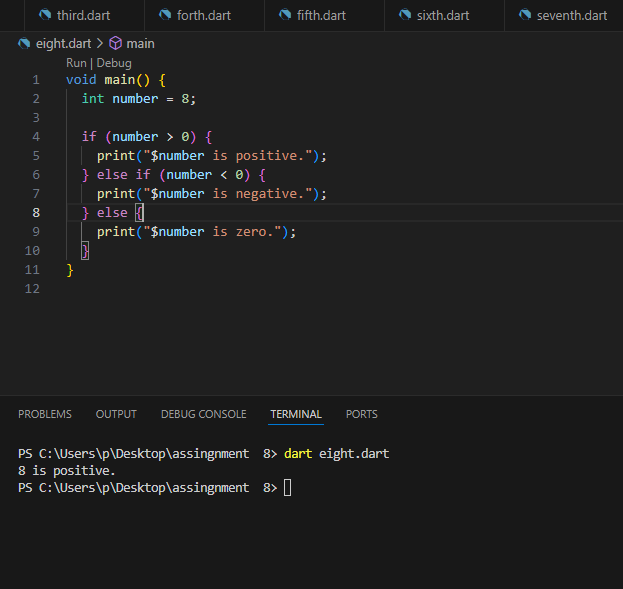 third.dart forth.dart fifth.dart sixth.dart seventh.dart
eight.dart > main
Run | Debug
1 void main() {
2   int number = 8;
3
4   if (number > 0) {
5     print("$number is positive.");
6   } else if (number < 0) {
7     print("$number is negative.");
8   } else {
9     print("$number is zero.");
10   }
11 }
12
PROBLEMS OUTPUT DEBUG CONSOLE TERMINAL PORTS
PS C:\Users\p\Desktop\assingnment  8> dart eight.dart
8 is positive.
PS C:\Users\p\Desktop\assingnment  8>